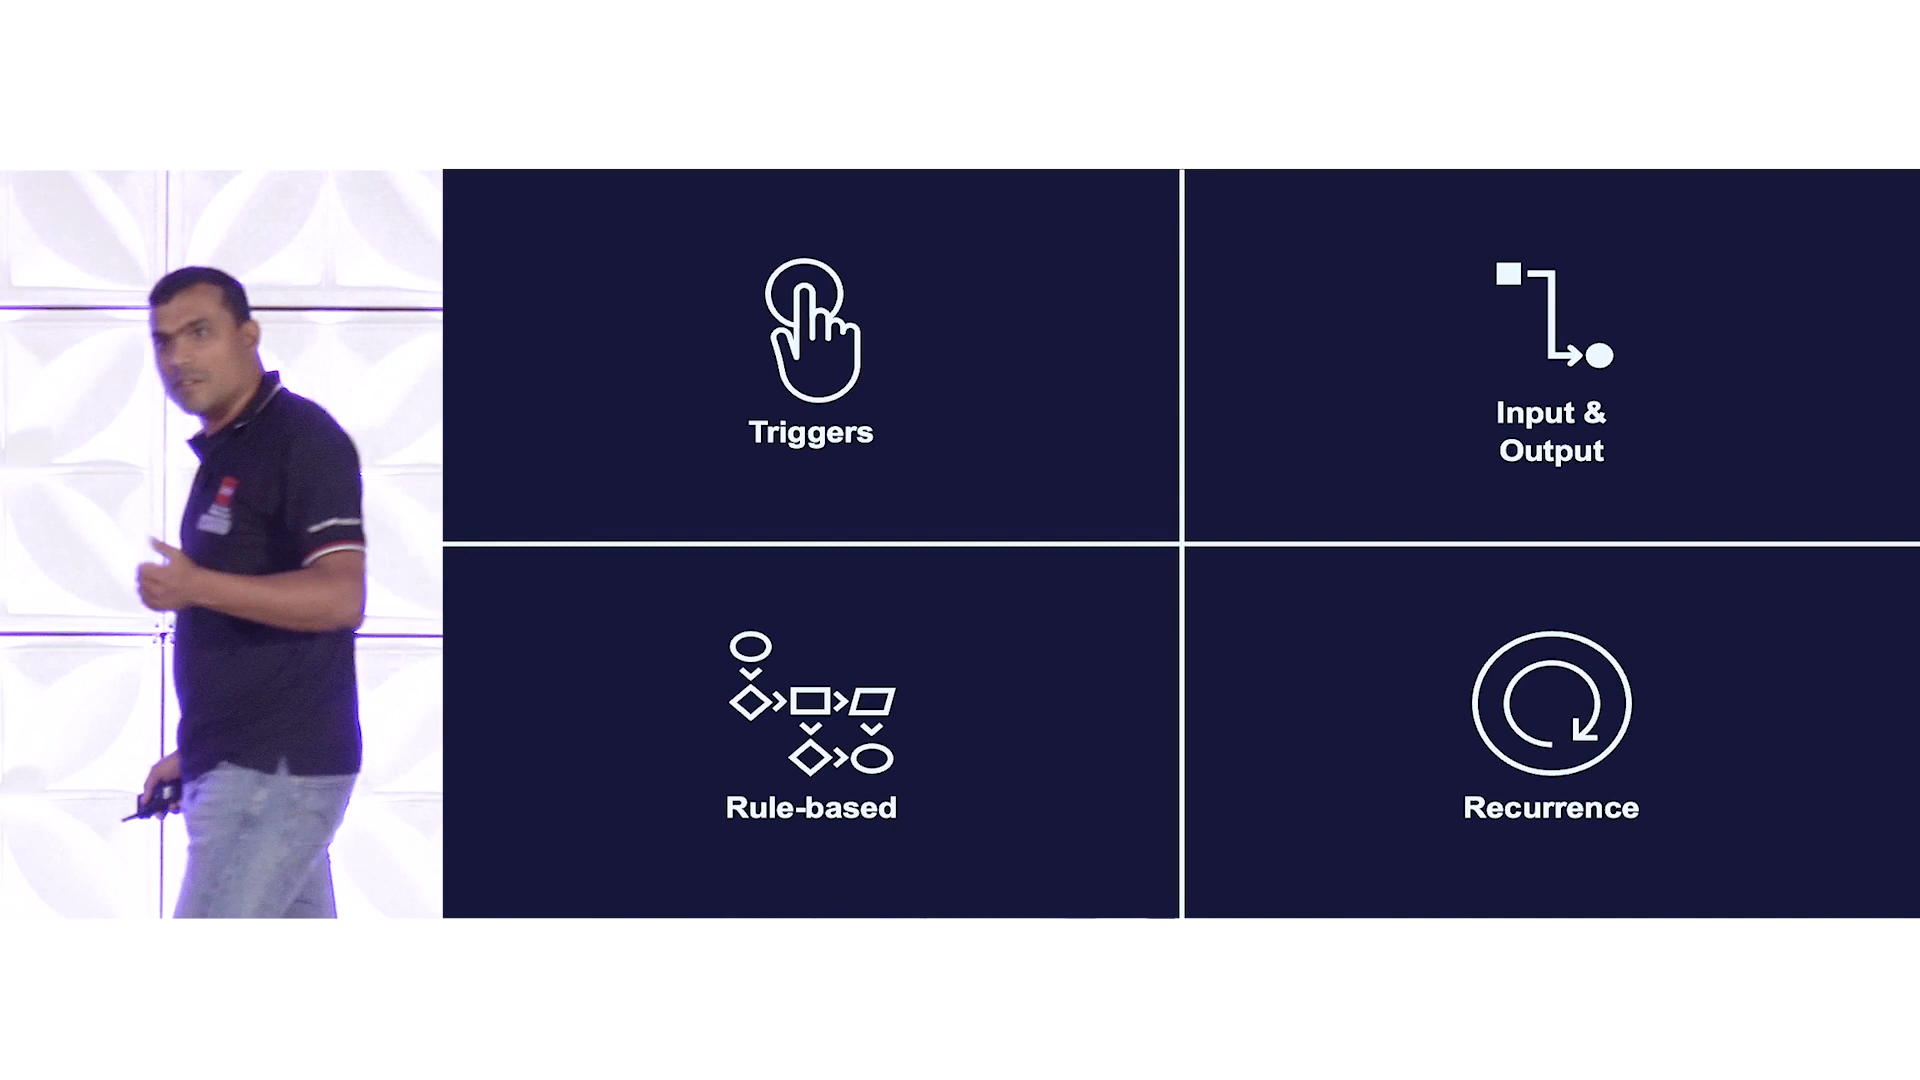 Triggers
Input &
Output
Rule-based
Recurrence